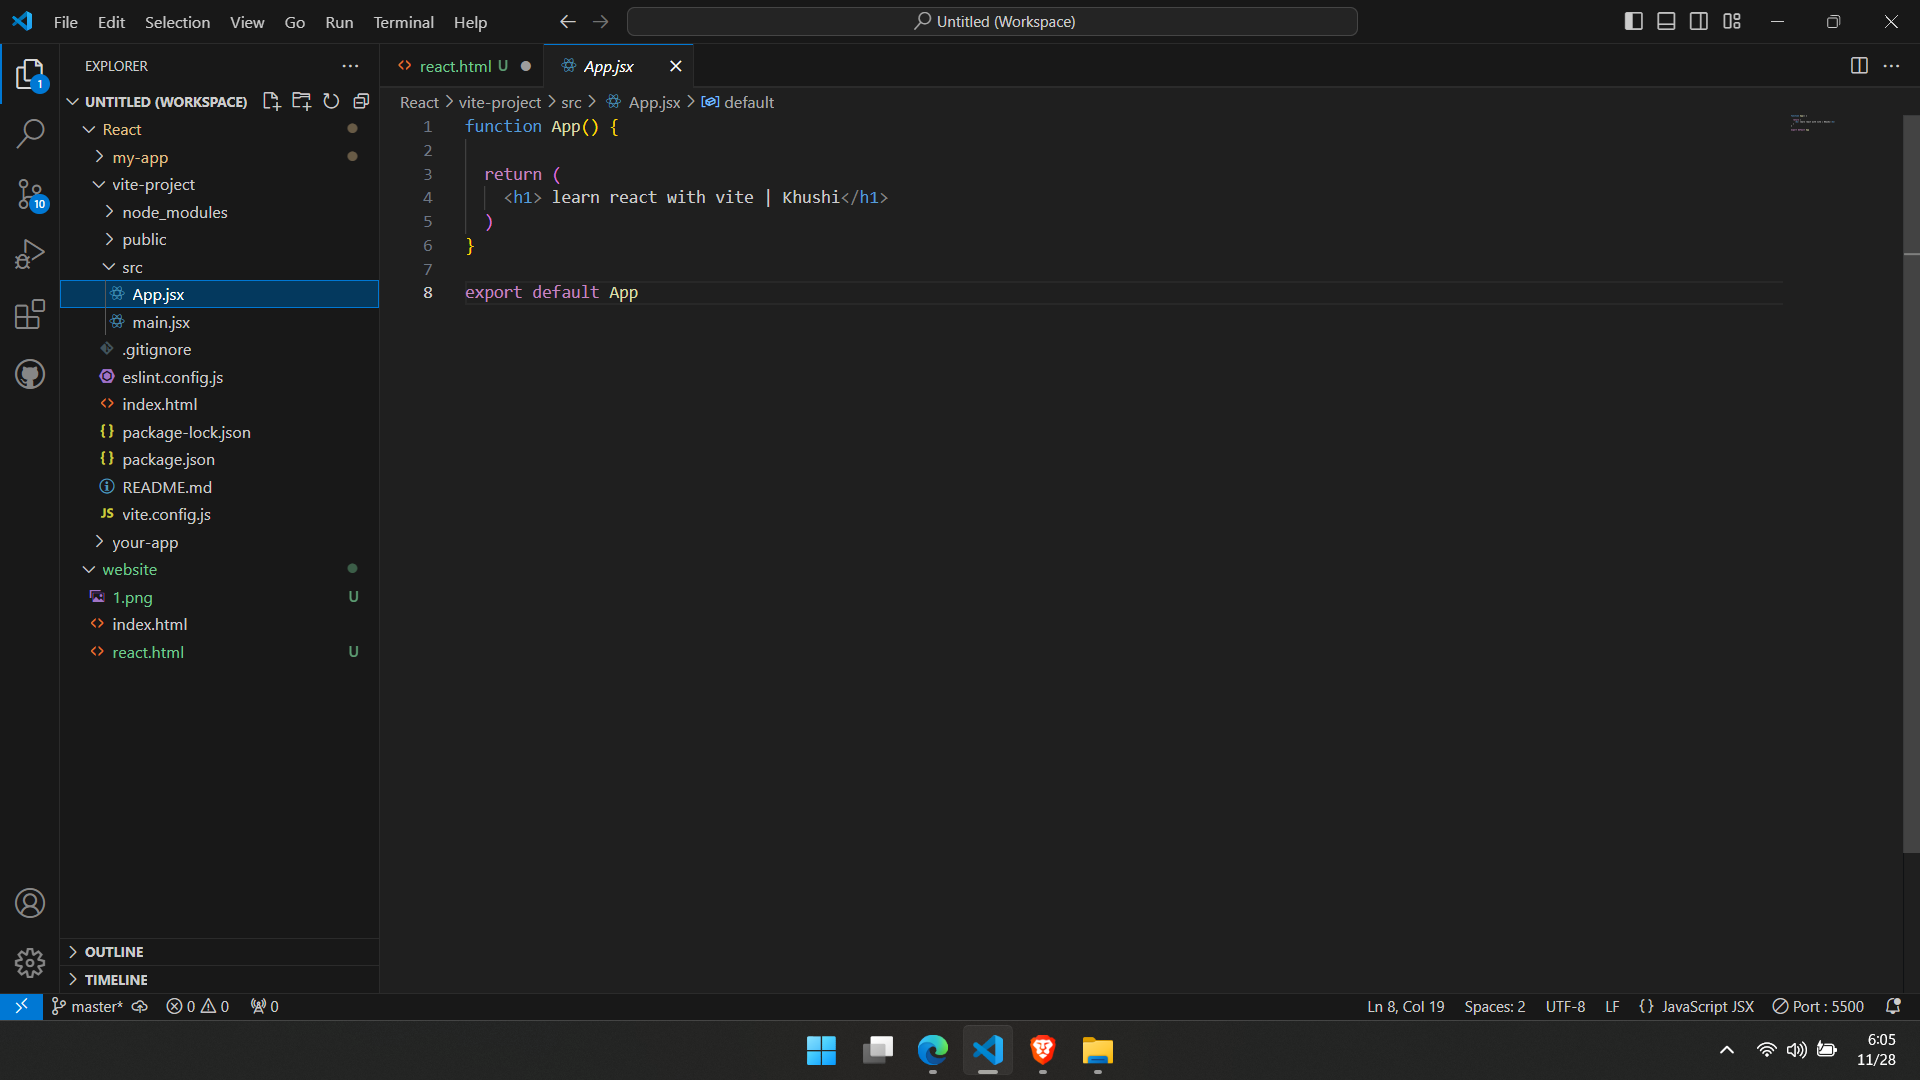 File Edit Selection View Go Run Terminal Help
Untitled (Workspace)
EXPLORER
UNTITLED (WORKSPACE)
React
my-app
vite-project
node_modules
public
src
App.jsx
main.jsx
.gitignore
eslint.config.js
index.html
package-lock.json
package.json
README.md
JS vite.config.js
your-app
website
1.png U
index.html
react.html U
OUTLINE
TIMELINE
1
10
react.html U
App.jsx
React > vite-project > src > App.jsx > default
1 function App() {
2
3 return (
4 <h1> learn react with vite | Khushi</h1>
5 )
6 }
7
8 export default App
master* 0 0 0
Ln 8, Col 19 Spaces: 2 UTF-8 LF {} JavaScript JSX Port : 5500
6:05
11/28